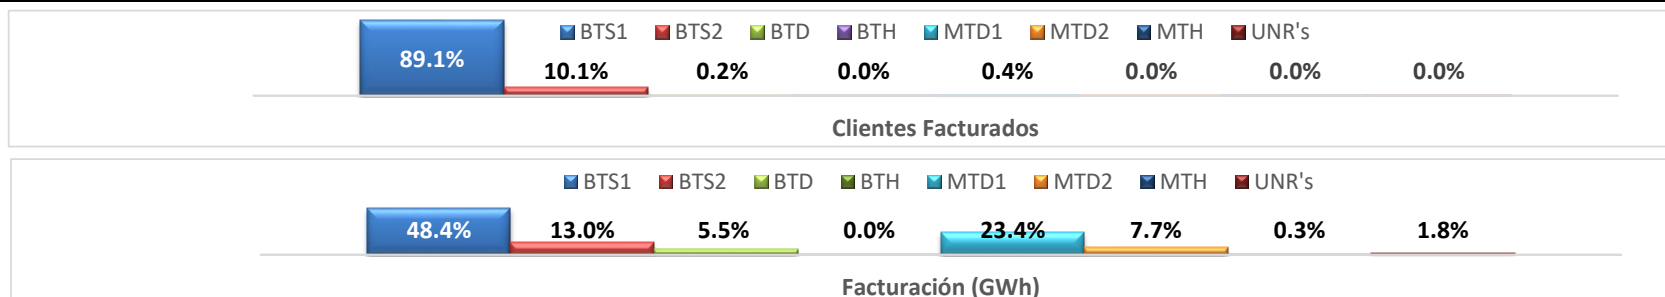 BTS1 BTS2 BTD BTH MTD1 MTD2 MTH UNR's
89.1% 10.1% 0.2% 0.0% 0.4% 0.0% 0.0% 0.0%
Clientes Facturados
BTS1 BTS2 BTD BTH MTD1 MTD2 MTH UNR's
48.4% 13.0% 5.5% 0.0% 23.4% 7.7% 0.3% 1.8%
Facturación (GWh)